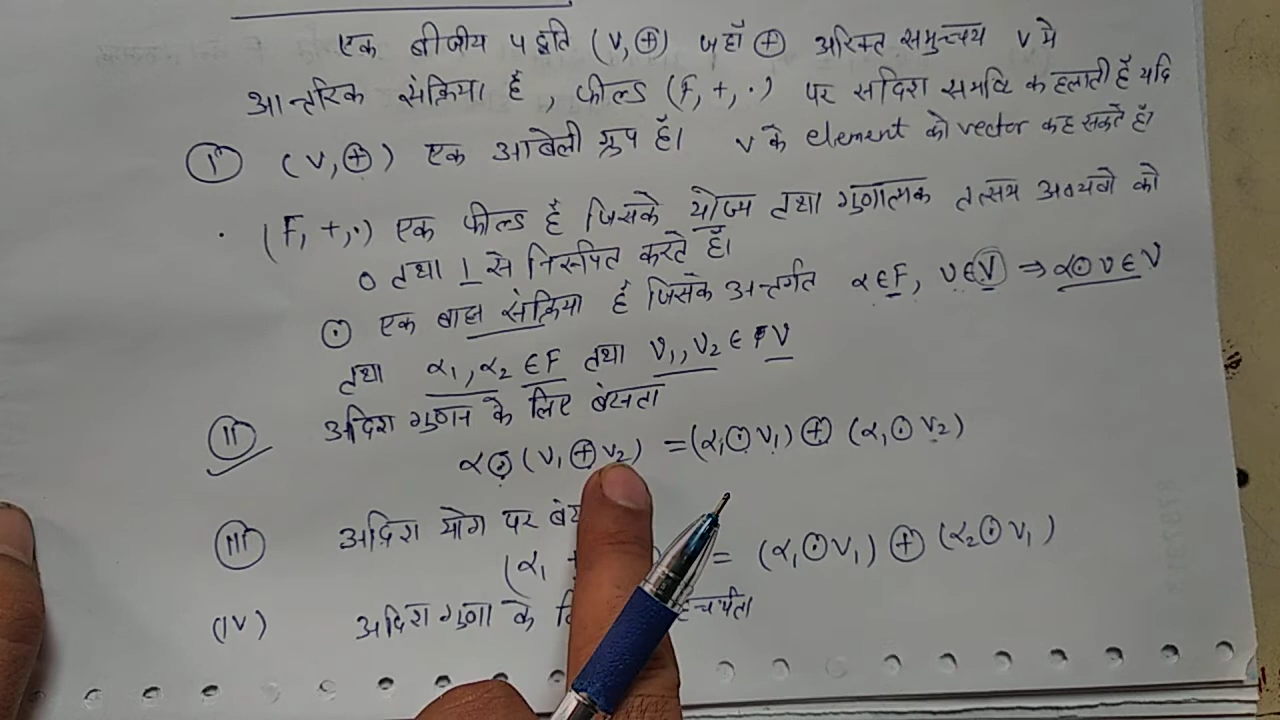 एक बीजीय पद्धति (V, ⊕) जहाँ ⊕ अरिक्त समुच्चय V मे
आन्तरिक संक्रिया है , फील्ड (F, +, ·) पर सदिश समष्टि कहलाती है यदि
(I) (V, ⊕) एक आबेली ग्रुप है। V के element को vector कह सकते है।
· (F, +, ·) एक फील्ड है जिसके योज्य तथा गुणात्मक तत्समक अवयवो को
0 तथा 1 से निरूपित करते है।
⊙ एक बाह्य संक्रिया है जिसके अन्तर्गत α ∈ F, v ∈ V ⇒ α ⊙ v ∈ V
तथा α₁, α₂ ∈ F तथा v₁, v₂ ∈ V
(II) अदिश गुणन के लिए बंटनता
α ⊙ (v₁ ⊕ v₂) = (α₁ ⊙ v₁) ⊕ (α₁ ⊙ v₂)
(III) अदिश योग पर
(α₁ = (α₁ ⊙ v₁) ⊕ (α₂ ⊙ v₁)
(IV) अदिश गुणा के